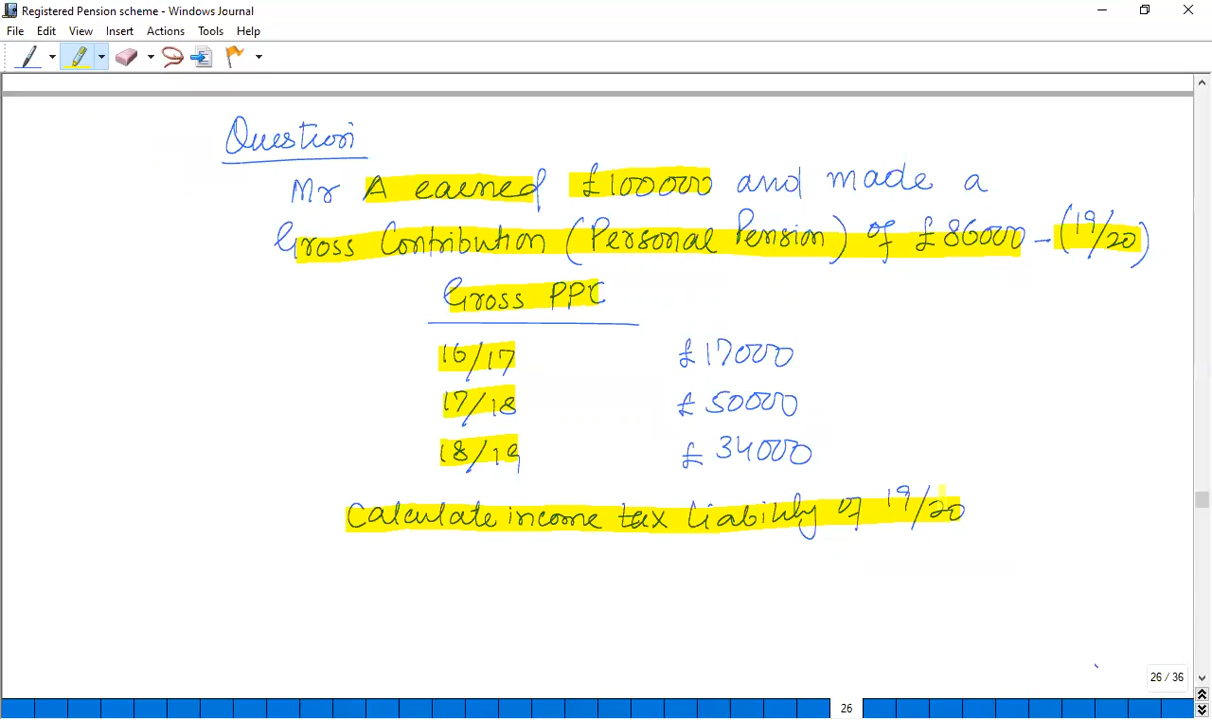 Registered Pension scheme - Windows Journal
File Edit View Insert Actions Tools Help
Question
Mr A earned £100000 and made a
Gross Contribution (Personal Pension) of £86000 - (19/20)
Gross PPC
16/17 £17000
17/18 £50000
18/19 £34000
Calculate income tax liability of 19/20
26 / 36
26